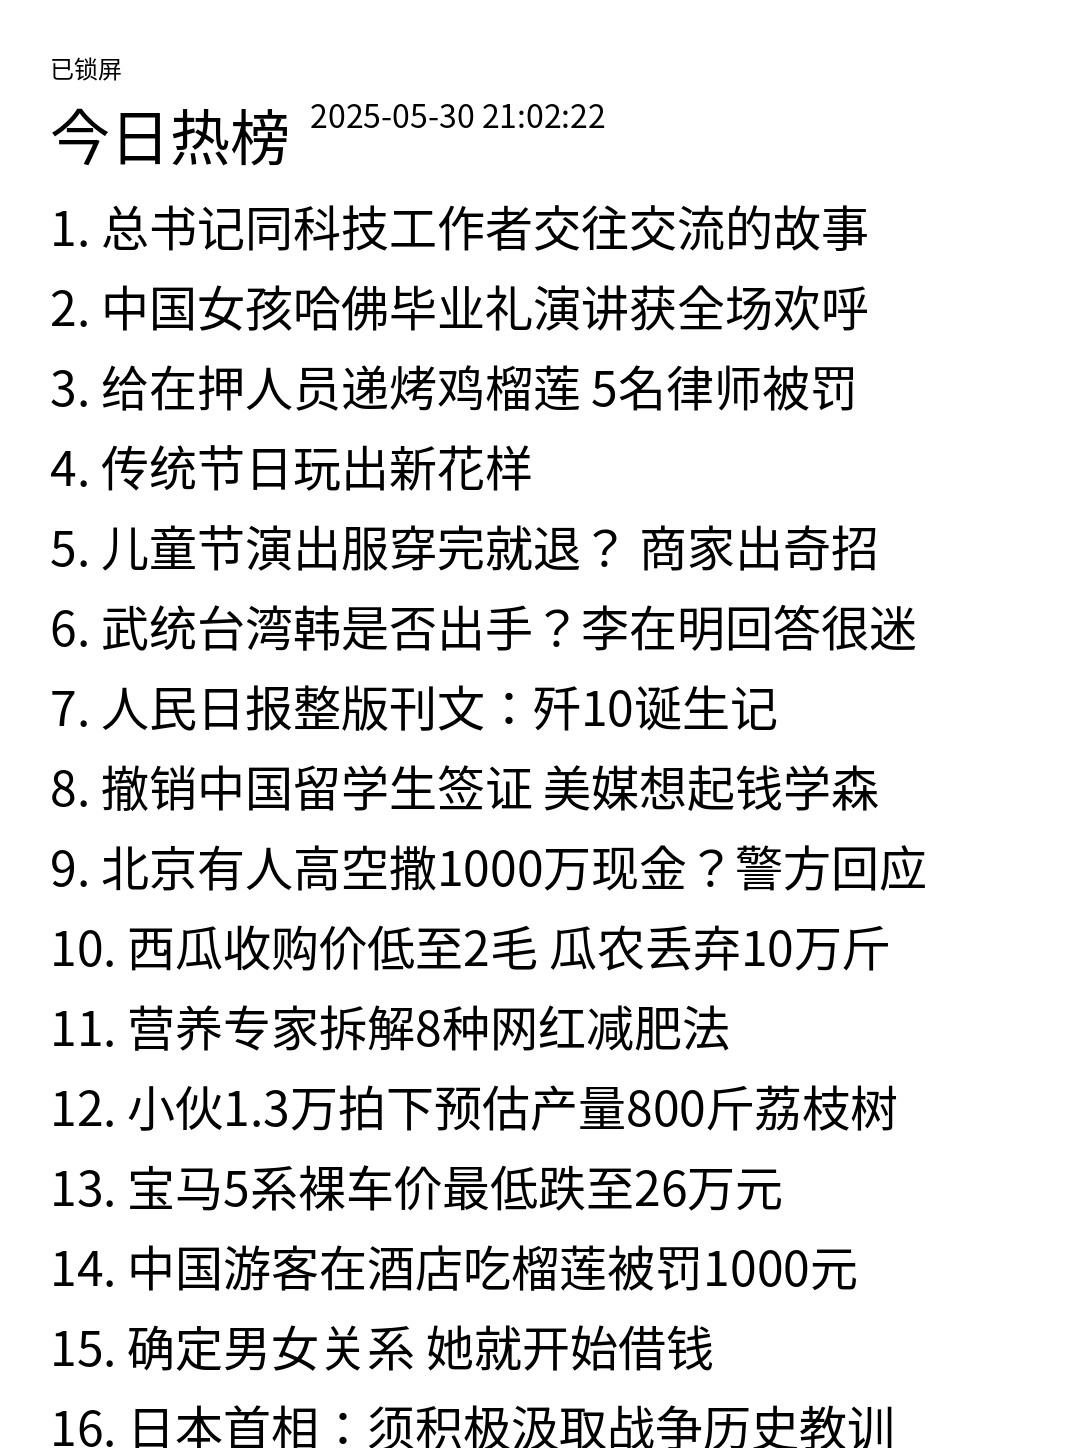 已锁屏
今日热榜 2025-05-30 21:02:22
1. 总书记同科技工作者交往交流的故事
2. 中国女孩哈佛毕业礼演讲获全场欢呼
3. 给在押人员递烤鸡榴莲 5名律师被罚
4. 传统节日玩出新花样
5. 儿童节演出服穿完就退？ 商家出奇招
6. 武统台湾韩是否出手？李在明回答很迷
7. 人民日报整版刊文：歼10诞生记
8. 撤销中国留学生签证 美媒想起钱学森
9. 北京有人高空撒1000万现金？警方回应
10. 西瓜收购价低至2毛 瓜农丢弃10万斤
11. 营养专家拆解8种网红减肥法
12. 小伙1.3万拍下预估产量800斤荔枝树
13. 宝马5系裸车价最低跌至26万元
14. 中国游客在酒店吃榴莲被罚1000元
15. 确定男女关系 她就开始借钱
16. 日本首相：须积极汲取战争历史教训